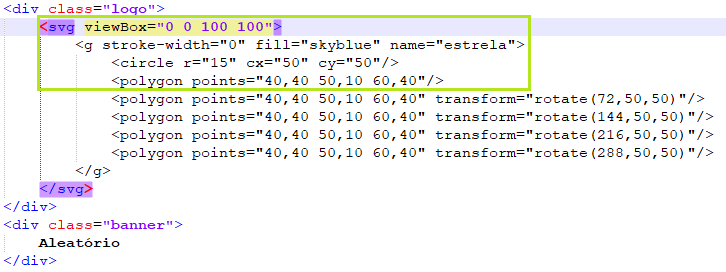 <div class="logo">
<svg viewBox="0 0 100 100">
<g stroke-width="0" fill="skyblue" name="estrela">
<circle r="15" cx="50" cy="50"/>
<polygon points="40,40 50,10 60,40"/>
<polygon points="40,40 50,10 60,40" transform="rotate(72,50,50)"/>
<polygon points="40,40 50,10 60,40" transform="rotate(144,50,50)"/>
<polygon points="40,40 50,10 60,40" transform="rotate(216,50,50)"/>
<polygon points="40,40 50,10 60,40" transform="rotate(288,50,50)"/>
</g>
</svg>
</div>
<div class="banner">
Aleatório
</div>